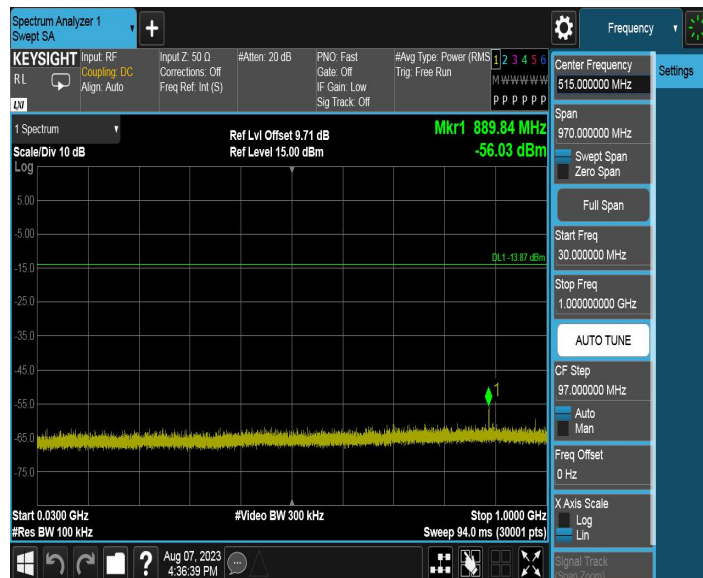 Spectrum Analyzer 1
Swept SA
+
Frequency
KEYSIGHT
RL
LXI
Input: RF
Coupling: DC
Align: Auto
Input Z: 50 Ω
Corrections: Off
Freq Ref: Int (S)
#Atten: 20 dB
PNO: Fast
Gate: Off
IF Gain: Low
Sig Track: Off
#Avg Type: Power (RMS
Trig: Free Run
1 2 3 4 5 6
M W W W W W
P P P P P P
Center Frequency
515.000000 MHz
Settings
1 Spectrum
Scale/Div 10 dB
Log
Ref Lvl Offset 9.71 dB
Ref Level 15.00 dBm
Mkr1 889.84 MHz
-56.03 dBm
Span
970.000000 MHz
Swept Span
Zero Span
Full Span
Start Freq
30.000000 MHz
Stop Freq
1.000000000 GHz
AUTO TUNE
CF Step
97.000000 MHz
Auto
Man
Freq Offset
0 Hz
X Axis Scale
Log
Lin
Signal Track
(Span Zoom)
5.00
-5.00
DL1 -13.87 dBm
-15.0
-25.0
-35.0
-45.0
1
-55.0
-65.0
-75.0
Start 0.0300 GHz
#Res BW 100 kHz
#Video BW 300 kHz
Stop 1.0000 GHz
Sweep 94.0 ms (30001 pts)
?
Aug 07, 2023
4:36:39 PM